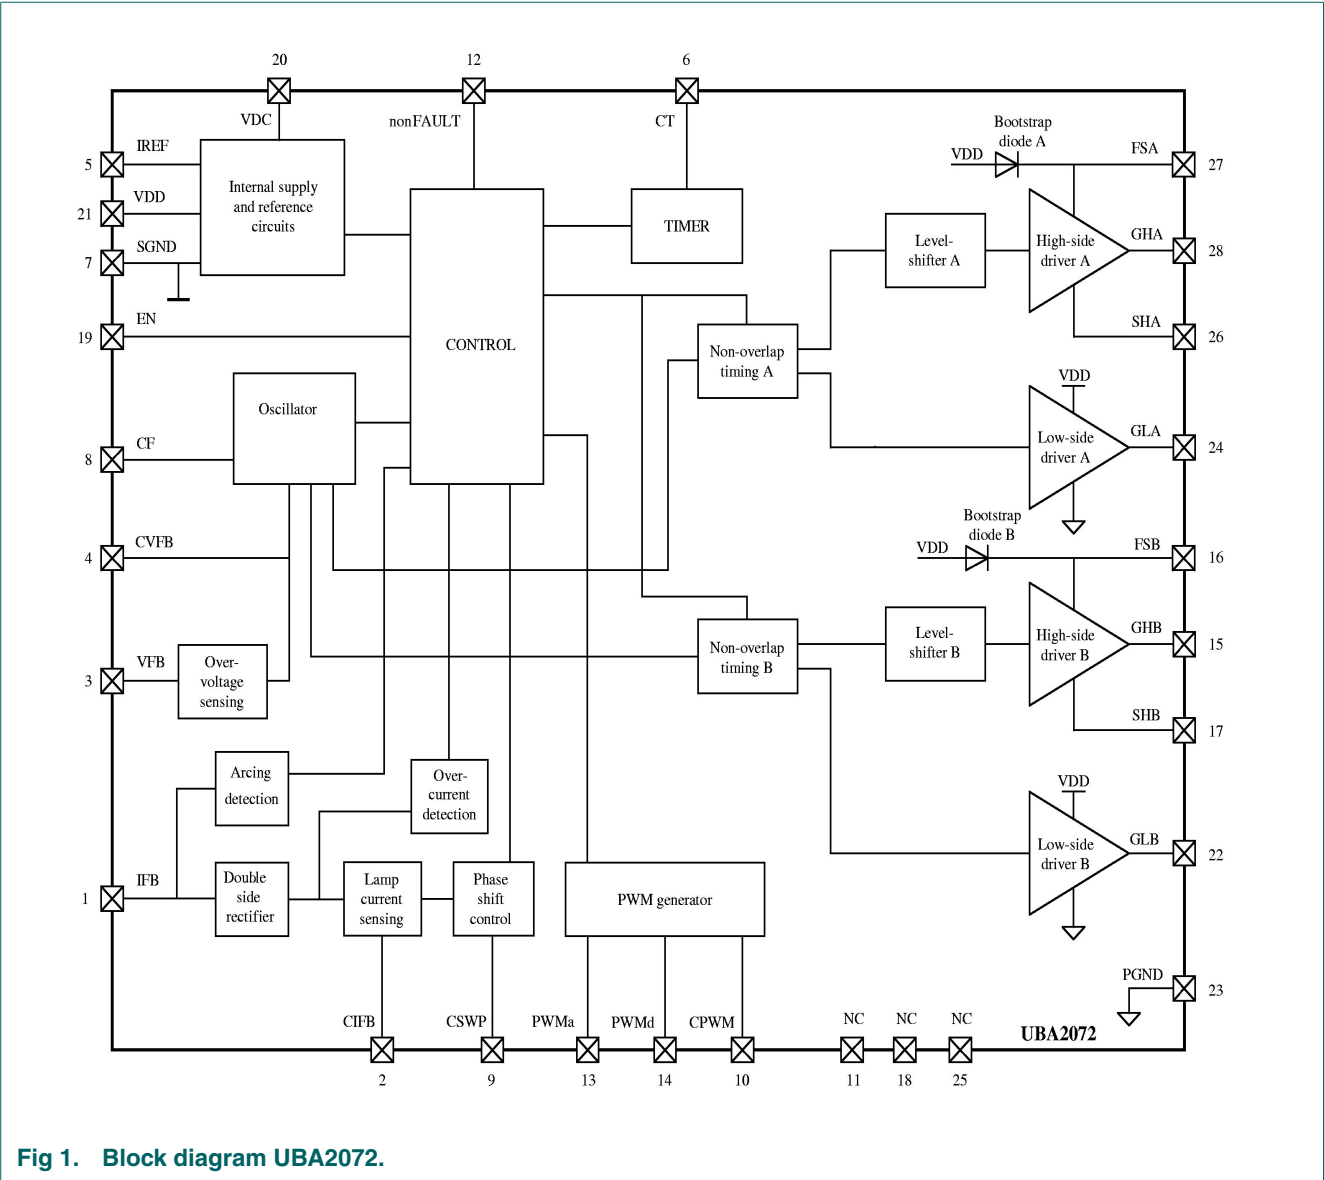 20
12
6
VDC
nonFAULT
CT
5
IREF
21
VDD
7
SGND
Internal supply
and reference
circuits
19
EN
CONTROL
TIMER
Bootstrap
diode A
VDD
FSA
27
Level-
shifter A
High-side
driver A
GHA
28
SHA
26
Non-overlap
timing A
VDD
Low-side
driver A
GLA
24
Oscillator
8
CF
4
CVFB
Bootstrap
diode B
VDD
FSB
16
Non-overlap
timing B
Level-
shifter B
High-side
driver B
GHB
15
SHB
17
3
VFB
Over-
voltage
sensing
Arcing
detection
Over-
current
detection
VDD
Low-side
driver B
GLB
22
1
IFB
Double
side
rectifier
Lamp
current
sensing
Phase
shift
control
PWM generator
PGND
23
CIFB
CSWP
PWMa
PWMd
CPWM
NC
NC
NC
UBA2072
2
9
13
14
10
11
18
25
Fig 1. Block diagram UBA2072.